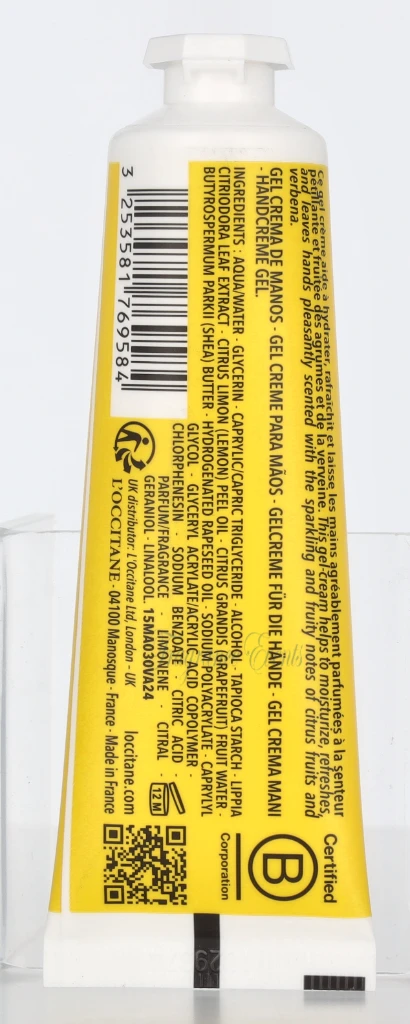 Ce gel crème aide à hydrater, rafraîchit et laisse les mains agréablement parfumées à la senteur
pétillante et fruitée des agrumes et de la verveine. This gel-cream helps to moisturize, refreshes,
and leaves hands pleasantly scented with the sparkling and fruity notes of citrus fruits and
verbena.
GEL CREMA DE MANOS · GEL CREME PARA MÃOS · GELCREME FÜR DIE HÄNDE · GEL CREMA MANI
· HÅNDCREME GEL.
INGREDIENTS : AQUA/WATER · GLYCERIN · CAPRYLIC/CAPRIC TRIGLYCERIDE · ALCOHOL · TAPIOCA STARCH · LIPPIA
CITRIODORA LEAF EXTRACT · CITRUS LIMON (LEMON) PEEL OIL · CITRUS GRANDIS (GRAPEFRUIT) FRUIT WATER ·
BUTYROSPERMUM PARKII (SHEA) BUTTER · HYDROGENATED RAPESEED OIL · SODIUM POLYACRYLATE · CAPRYLYL
GLYCOL · GLYCERYL ACRYLATE/ACRYLIC ACID COPOLYMER ·
CHLORPHENESIN · SODIUM BENZOATE · CITRIC ACID ·
PARFUM/FRAGRANCE · LIMONENE · CITRAL ·
GERANIOL · LINALOOL 15MA030VA24
12 M
UK distributor: L'Occitane Ltd, London - UK
loccitane.com
L'OCCITANE · 04100 Manosque - France - Made in France
3 253581 769584
Certified
B
Corporation